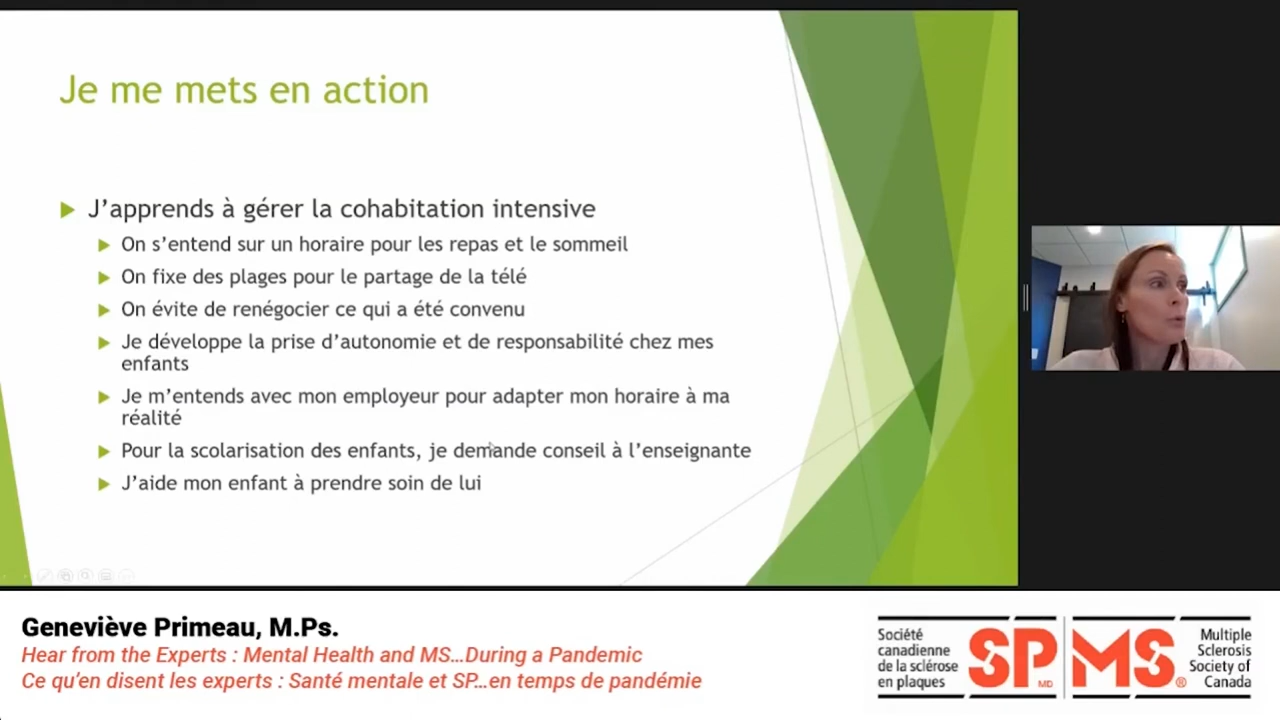 Je me mets en action
J'apprends à gérer la cohabitation intensive
On s'entend sur un horaire pour les repas et le sommeil
On fixe des plages pour le partage de la télé
On évite de renégocier ce qui a été convenu
Je développe la prise d'autonomie et de responsabilité chez mes
enfants
Je m'entends avec mon employeur pour adapter mon horaire à ma
réalité
Pour la scolarisation des enfants, je demande conseil à l'enseignante
J'aide mon enfant à prendre soin de lui
Geneviève Primeau, M.Ps.
Hear from the Experts : Mental Health and MS...During a Pandemic
Ce qu'en disent les experts : Santé mentale et SP...en temps de pandémie
Société
canadienne
de la sclérose
en plaques
SP MD
MS ®
Multiple
Sclerosis
Society of
Canada